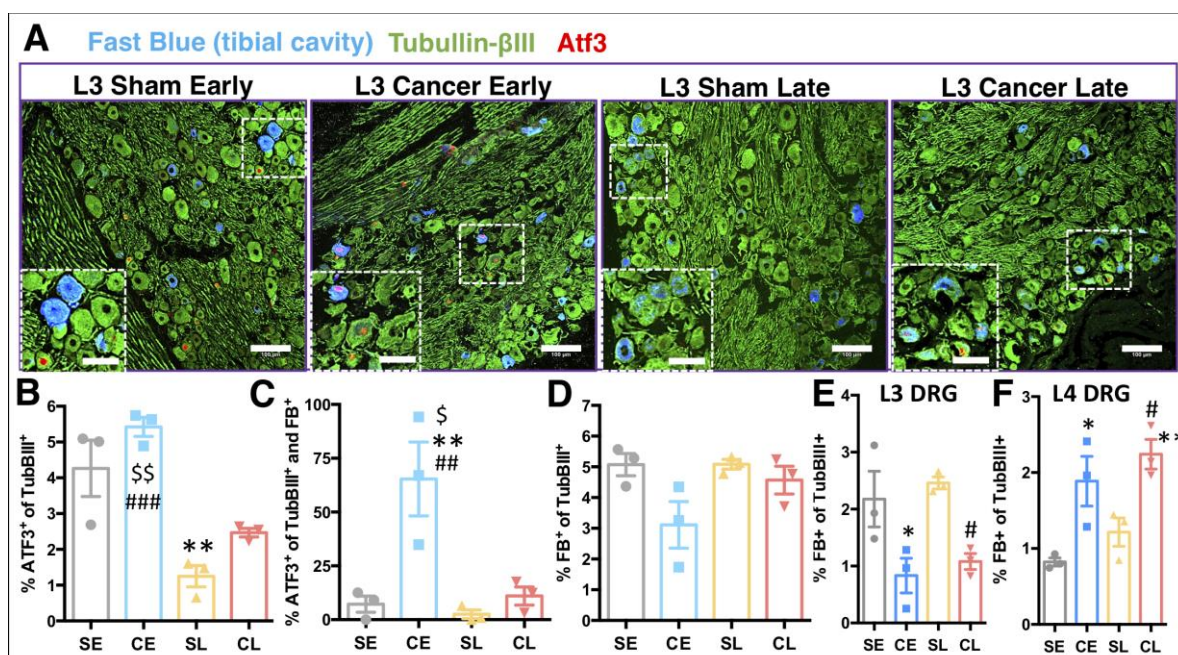 A
Fast Blue (tibial cavity) Tubullin-βIII Atf3
L3 Sham Early
L3 Cancer Early
L3 Sham Late
L3 Cancer Late
100 µm
100 µm
100 µm
100 µm
B
% ATF3⁺ of TubBIII⁺
6
5
4
3
2
1
0
$$
###
**
SE CE SL CL
C
% ATF3⁺ of TubBIII⁺ and FB⁺
100
75
50
25
0
$
**
##
SE CE SL CL
D
% FB⁺ of TubBIII⁺
7
6
5
4
3
2
1
0
SE CE SL CL
E L3 DRG
% FB+ of TubBIII+
4
3
2
1
0
*
#
SE CE SL CL
F L4 DRG
% FB+ of TubBIII+
3
2
1
0
*
#
**
SE CE SL CL